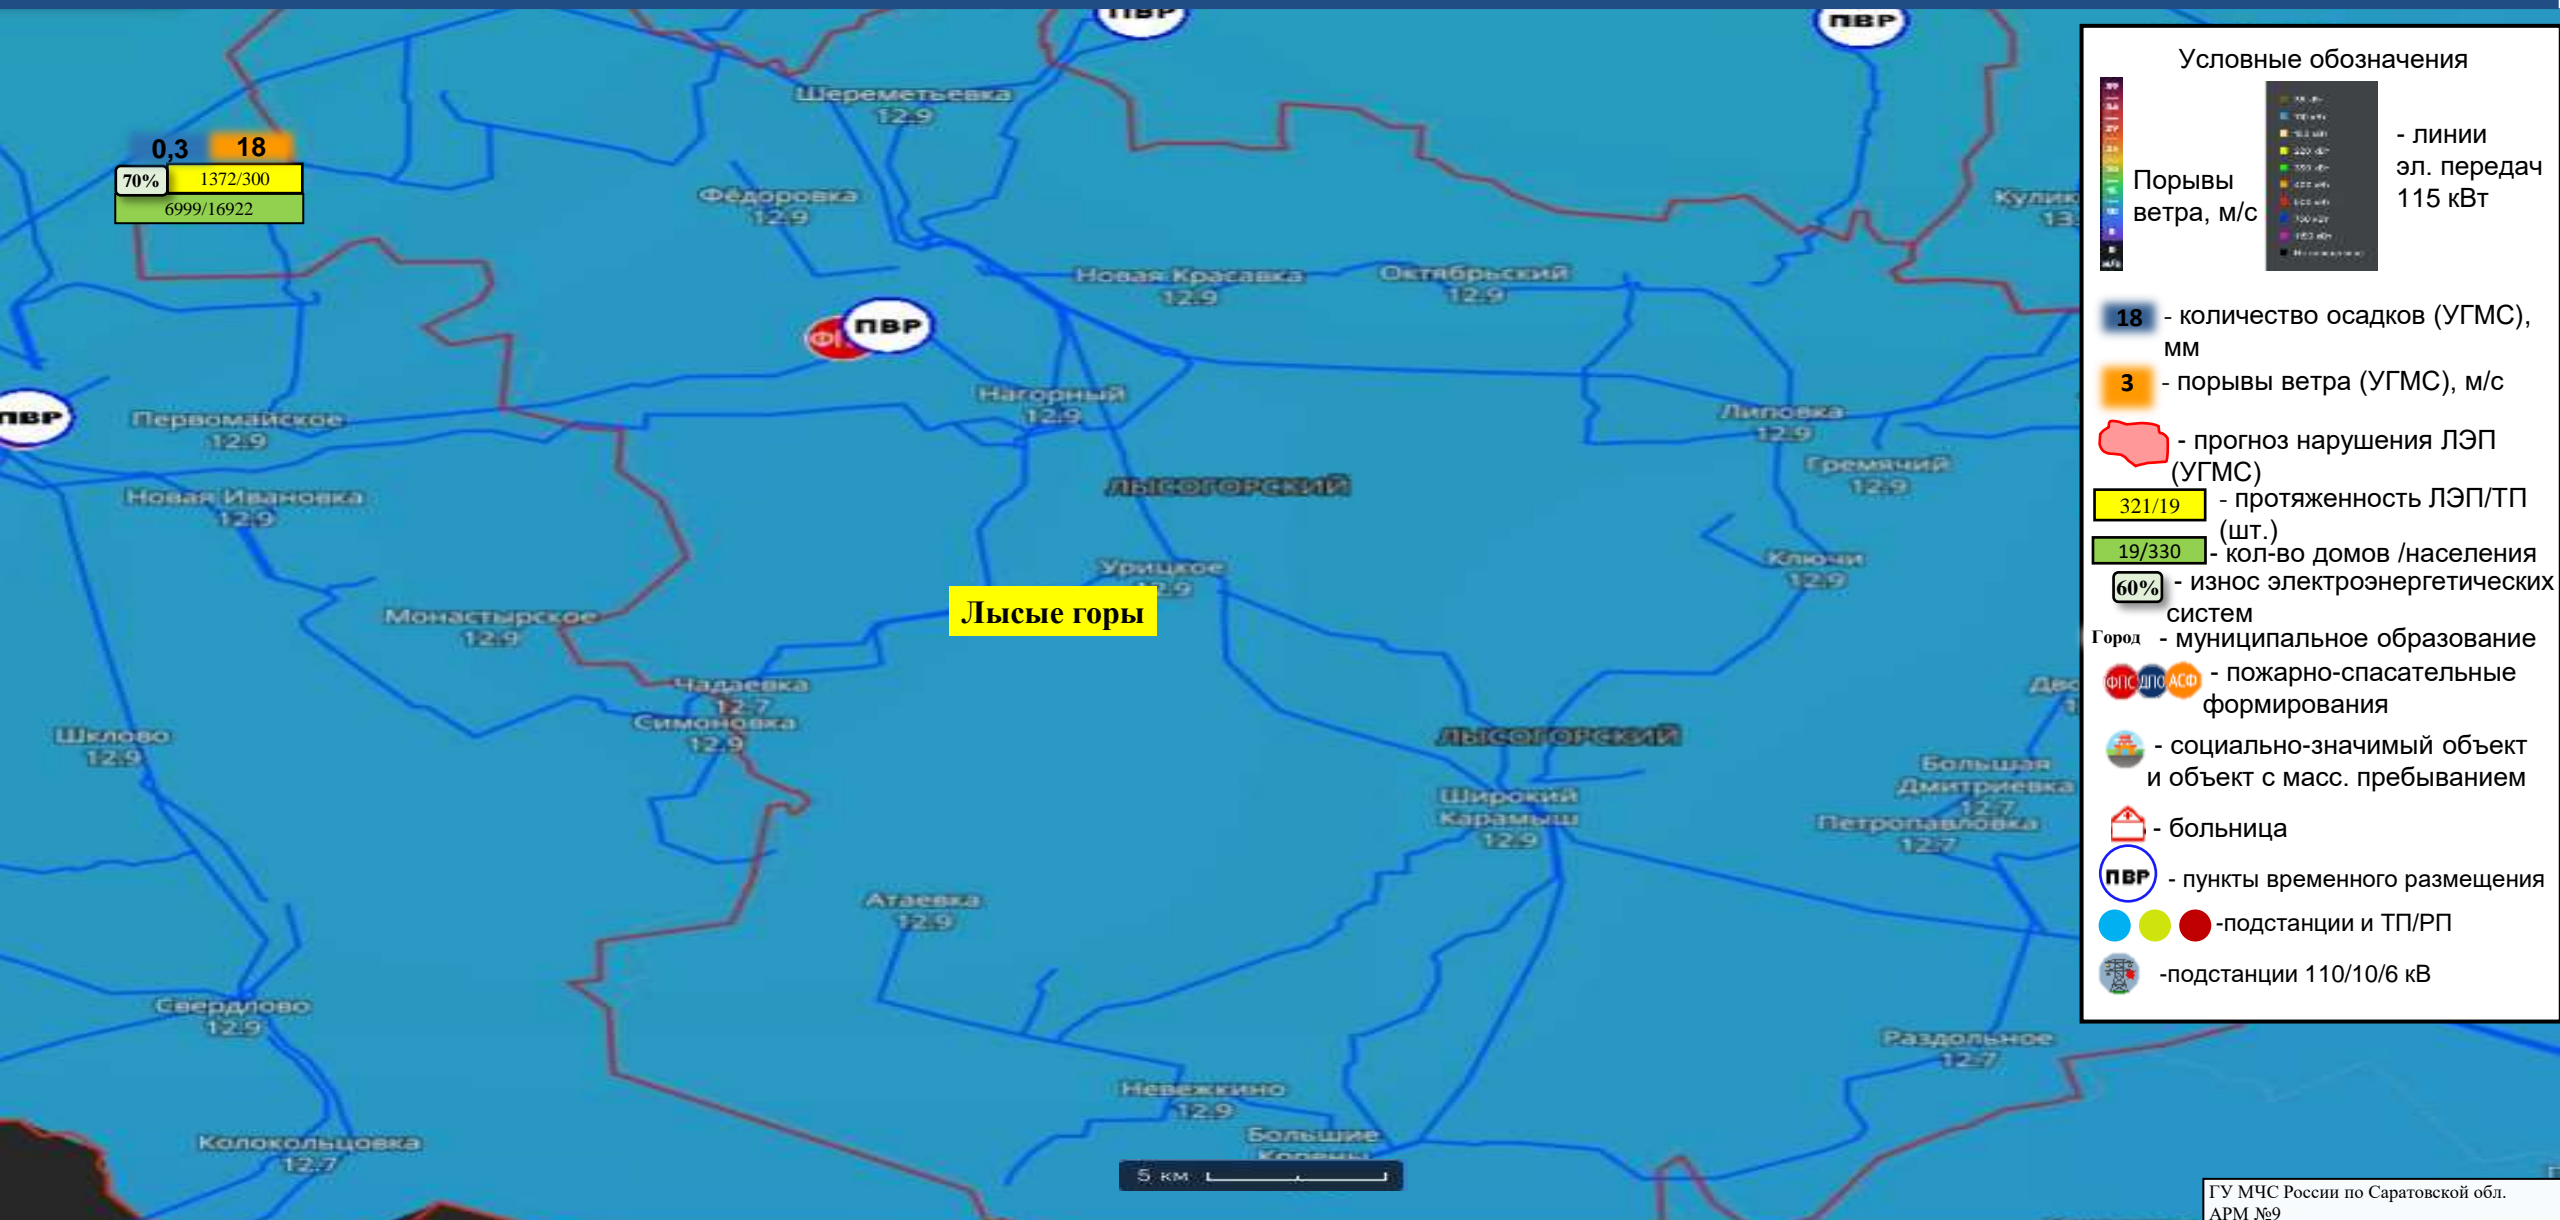 ПВР
ПВР
Шереметьевка
12.9
0,3 18
70% 1372/300
6999/16922
Фёдоровка
12.9
Новая Красавка
12.9
Октябрьский
12.9
ПВР
ПВР
Нагорный
12.9
Первомайское
12.9
Липовка
12.9
Гремячий
12.9
ЛЫСОГОРСКИЙ
Новая Ивановка
12.9
Урицкое
12.9
Ключи
12.9
Лысые горы
Монастырское
12.9
Чадаевка
12.7
Симоновка
12.9
Шклово
12.9
ЛЫСОГОРСКИЙ
Широкий
Карамыш
12.9
Большая
Дмитриевка
12.7
Петропавловка
12.7
Атаевка
12.9
Свердлово
12.9
Раздольное
12.7
Невежкино
12.9
Большие
Копены
Колокольцовка
12.7
5 км
Условные обозначения
Порывы
ветра, м/с
- линии
эл. передач
115 кВт
18 - количество осадков (УГМС),
мм
3 - порывы ветра (УГМС), м/с
- прогноз нарушения ЛЭП
(УГМС)
321/19 - протяженность ЛЭП/ТП
(шт.)
19/330 - кол-во домов /населения
60% - износ электроэнергетических
систем
Город - муниципальное образование
ФПС ДПО АСФ - пожарно-спасательные
формирования
- социально-значимый объект
и объект с масс. пребыванием
- больница
ПВР - пункты временного размещения
-подстанции и ТП/РП
-подстанции 110/10/6 кВ
ГУ МЧС России по Саратовской обл.
АРМ №9